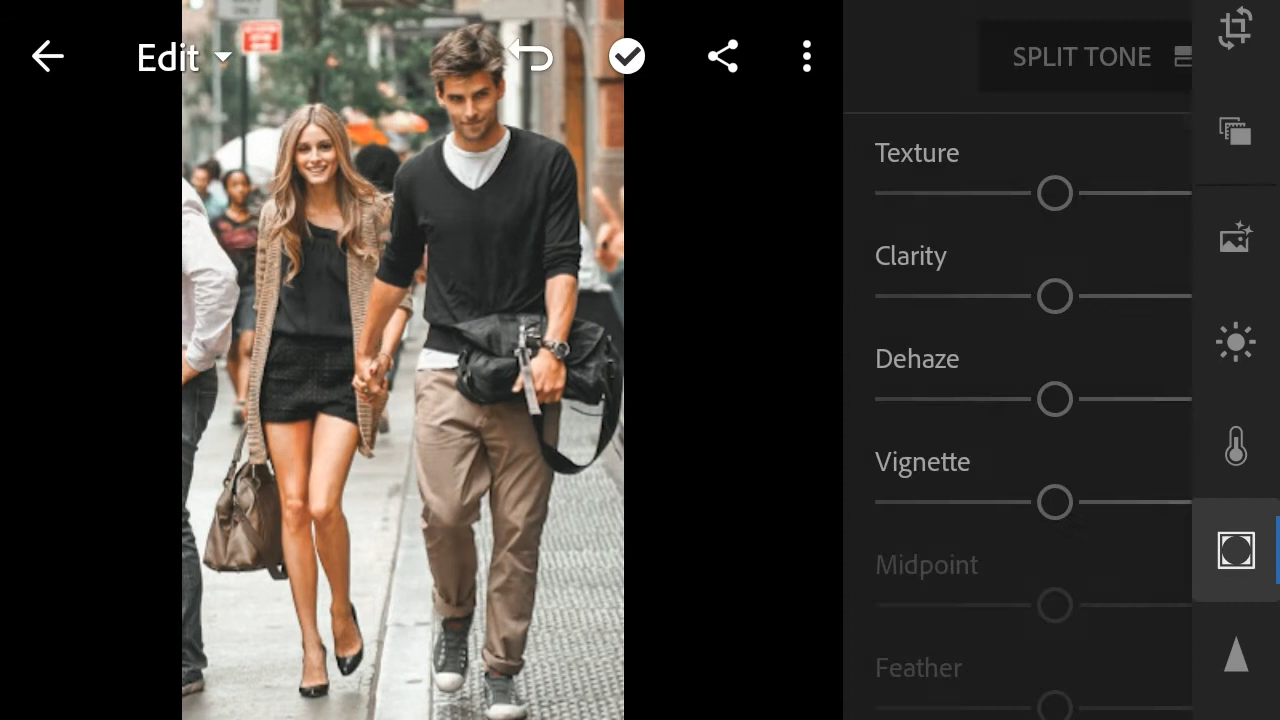 Edit
SPLIT TONE
Texture
Clarity
Dehaze
Vignette
Midpoint
Feather